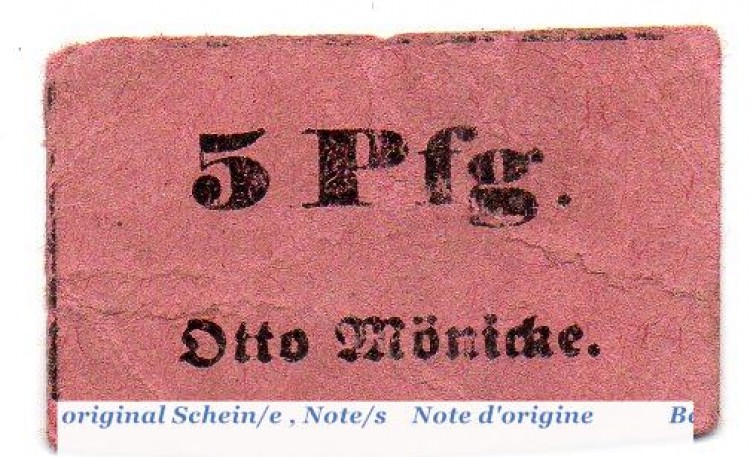 5 Pfg.
Otto Mönicke.
original Schein/e , Note/s Note d'origine